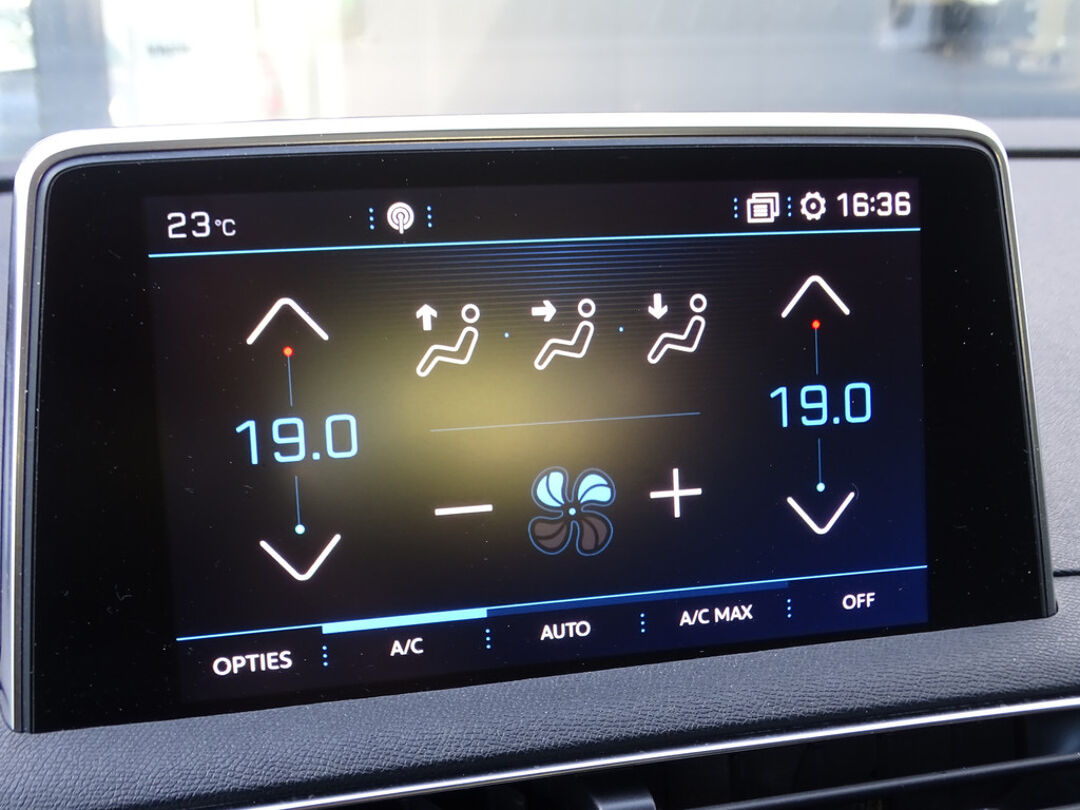 23°C
16:36
19.0
19.0
OPTIES
A/C
AUTO
A/C MAX
OFF